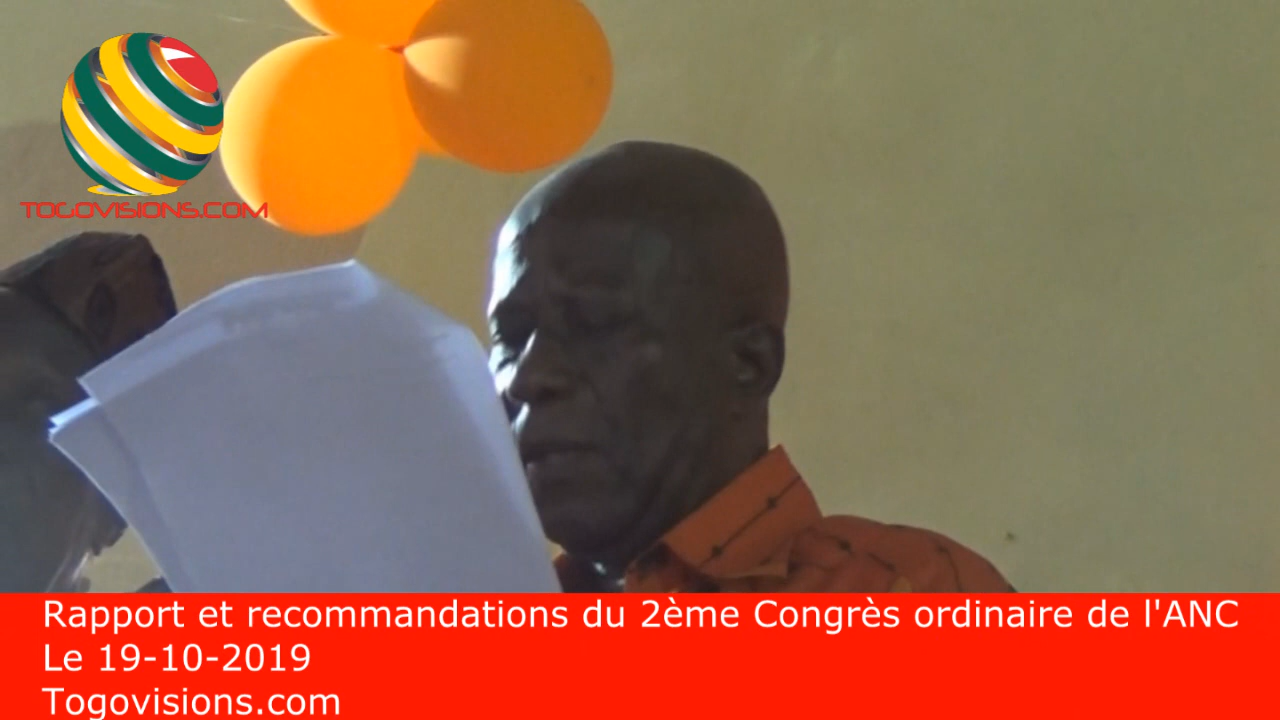 TOGOVISIONS.COM
Rapport et recommandations du 2ème Congrès ordinaire de l'ANC
Le 19-10-2019
Togovisions.com